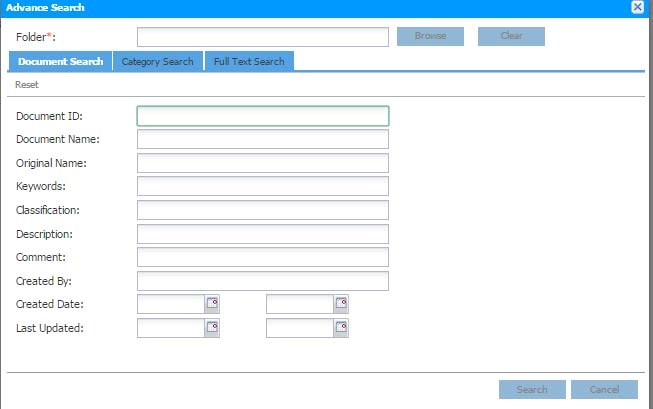 Advance Search
Folder*: Browse Clear
Document Search Category Search Full Text Search
Reset
Document ID:
Document Name:
Original Name:
Keywords:
Classification:
Description:
Comment:
Created By:
Created Date:
Last Updated:
Search Cancel